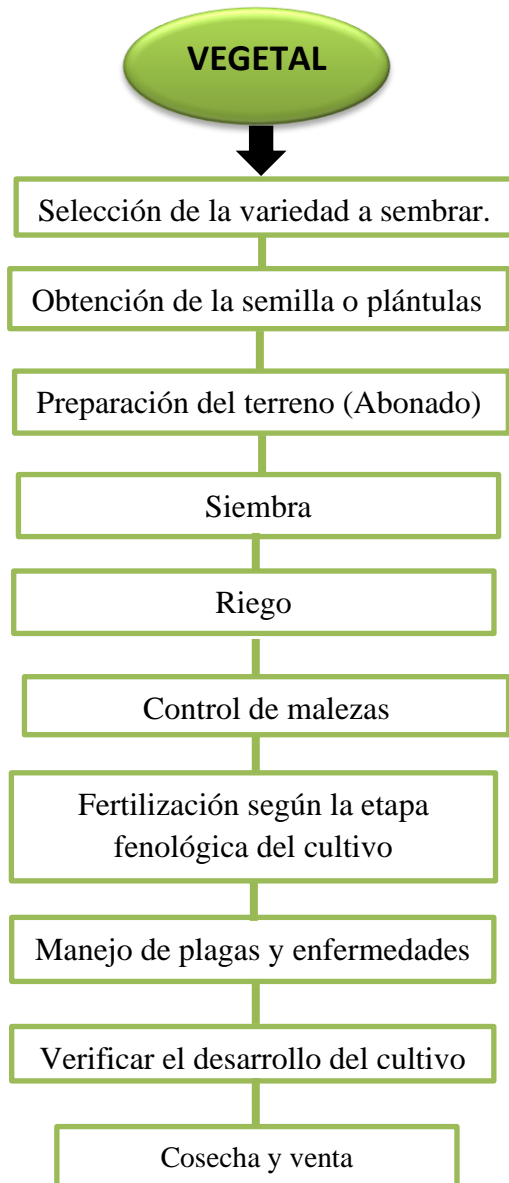 VEGETAL
Selección de la variedad a sembrar.
Obtención de la semilla o plántulas
Preparación del terreno (Abonado)
Siembra
Riego
Control de malezas
Fertilización según la etapa
fenológica del cultivo
Manejo de plagas y enfermedades
Verificar el desarrollo del cultivo
Cosecha y venta